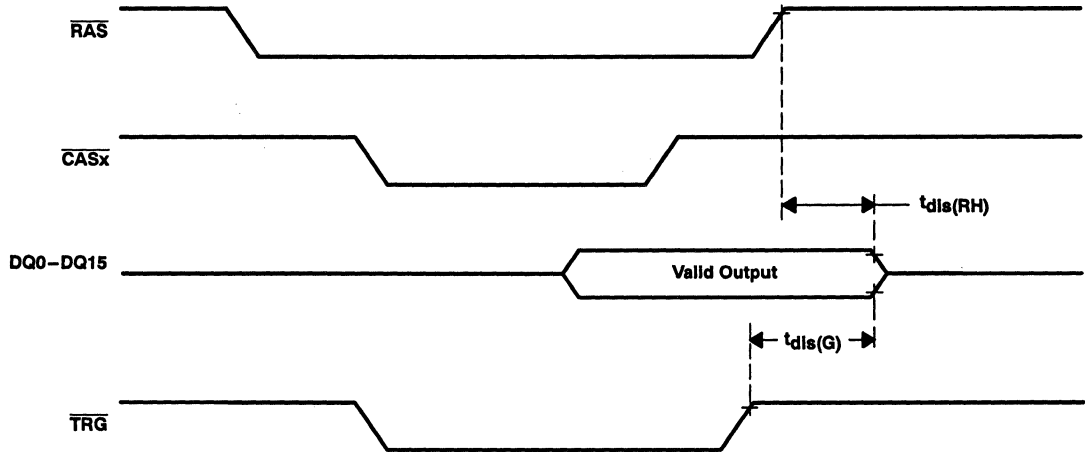 RAS
CASx
tdis(RH)
DQ0–DQ15
Valid Output
tdis(G)
TRG